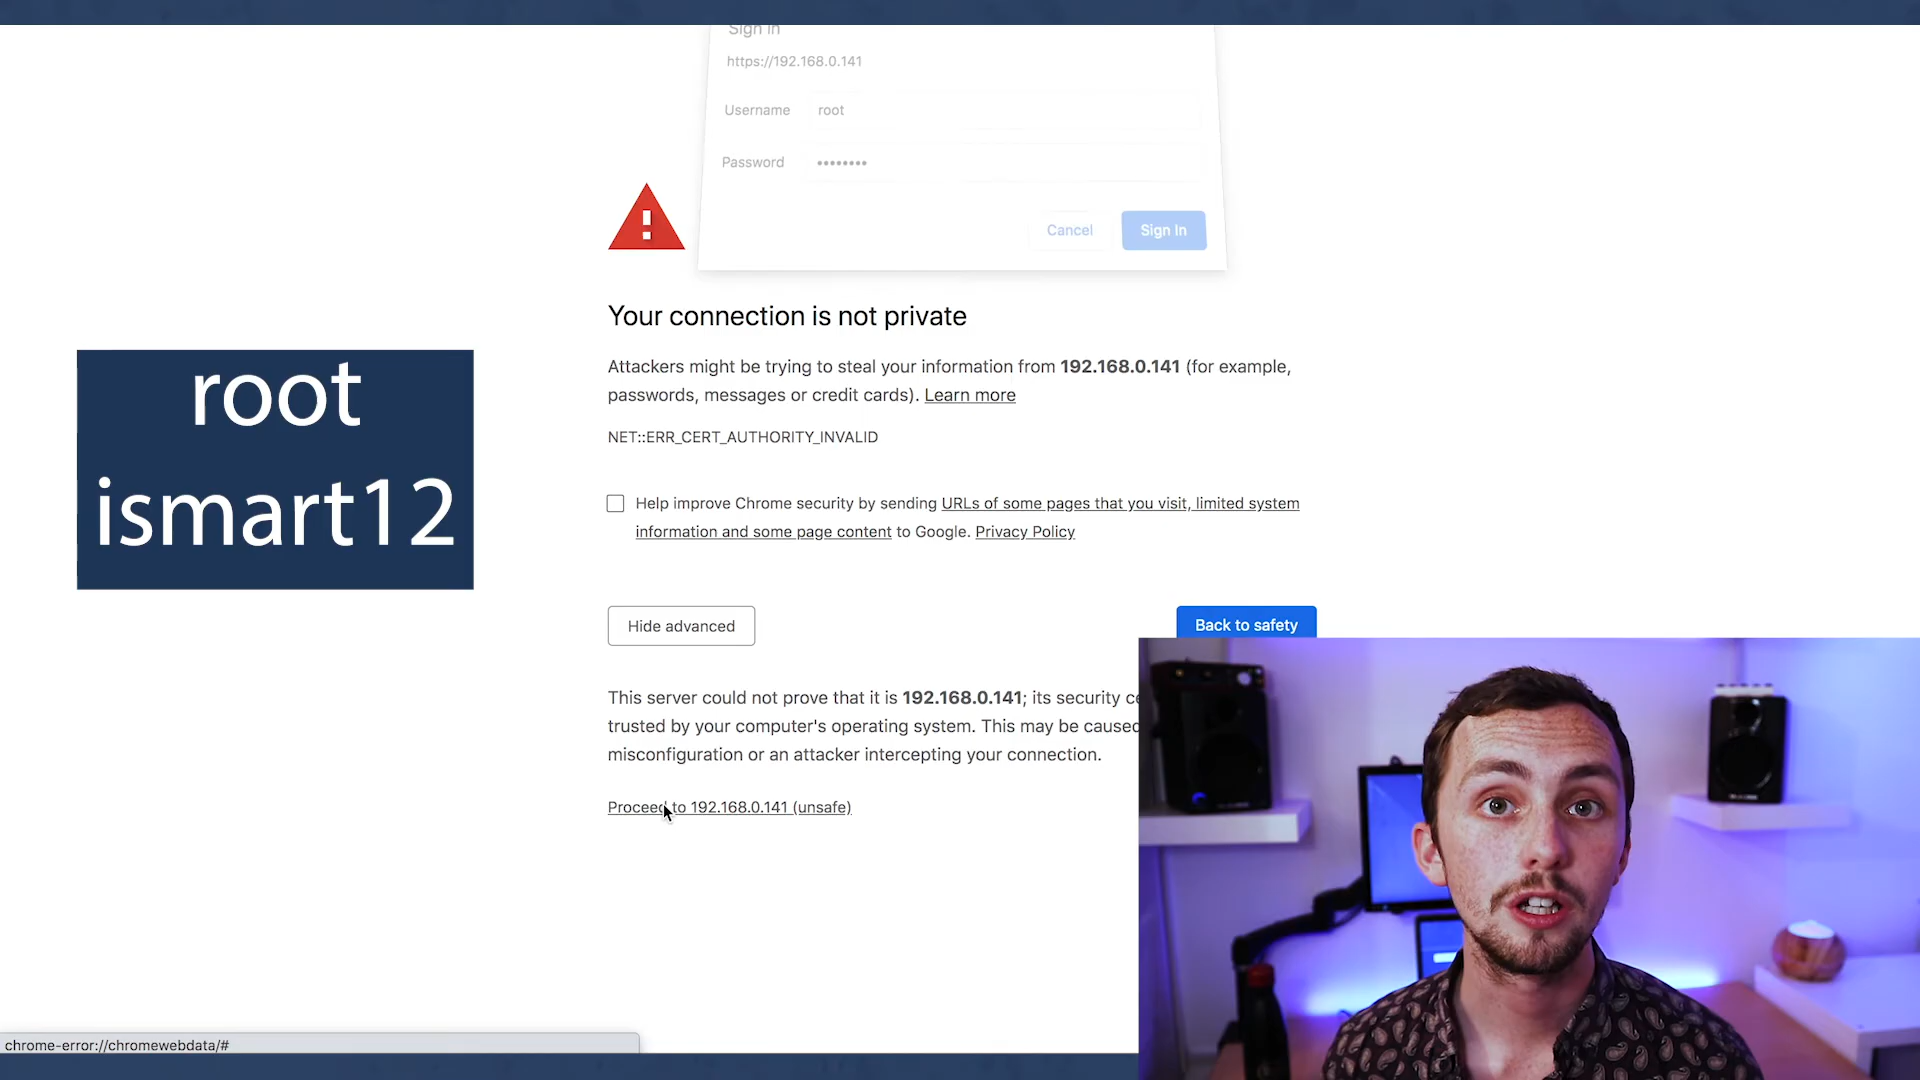 Sign in
https://192.168.0.141
Username root
Password ••••••••
Cancel Sign In
Your connection is not private
Attackers might be trying to steal your information from 192.168.0.141 (for example,
passwords, messages or credit cards). Learn more
NET::ERR_CERT_AUTHORITY_INVALID
root
ismart12
Help improve Chrome security by sending URLs of some pages that you visit, limited system
information and some page content to Google. Privacy Policy
Hide advanced
Back to safety
This server could not prove that it is 192.168.0.141; its security ce
trusted by your computer's operating system. This may be caused
misconfiguration or an attacker intercepting your connection.
Proceed to 192.168.0.141 (unsafe)
chrome-error://chromewebdata/#